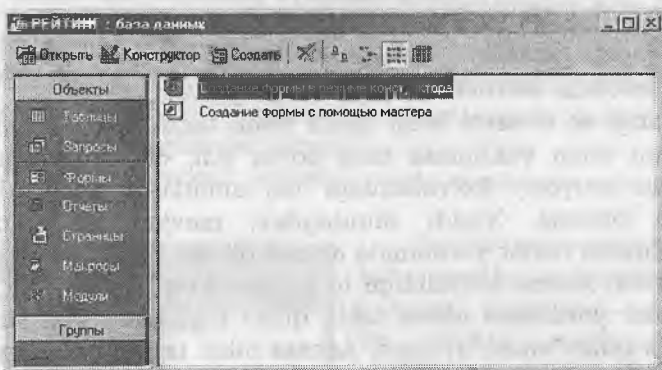 РЕЙТИНГ : база данных
Открыть Конструктор Создать
Объекты
Таблицы
Запросы
Формы
Отчеты
Страницы
Макросы
Модули
Группы
Создание формы в режиме конструктора
Создание формы с помощью мастера